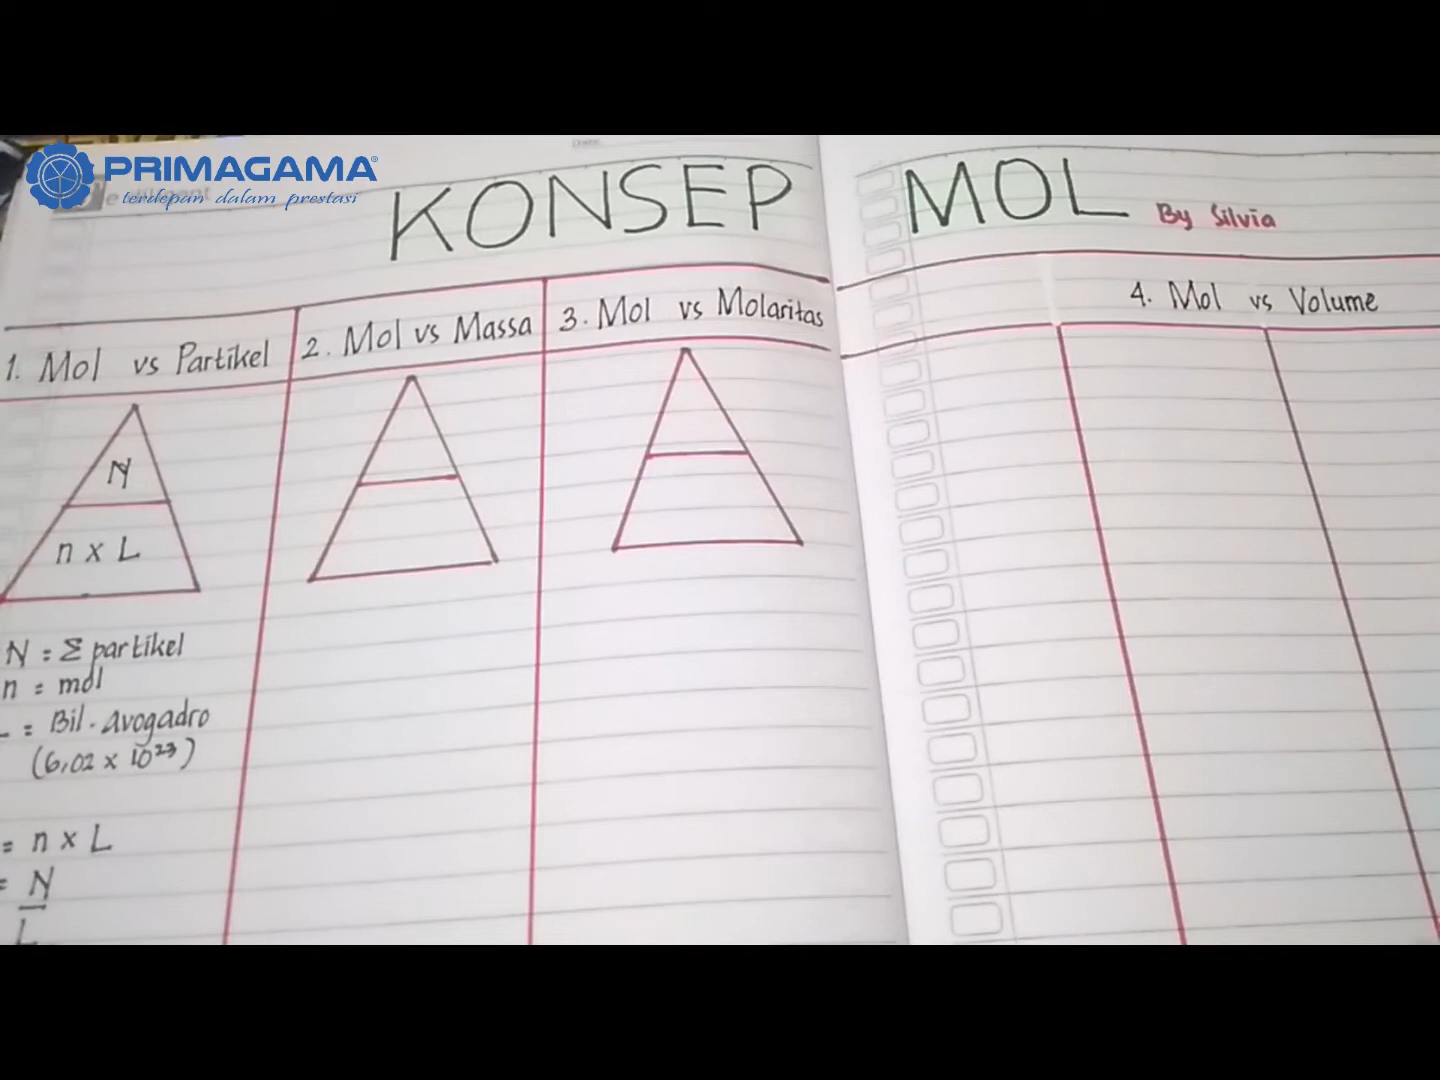 PRIMAGAMA®
terdepan dalam prestasi
KONSEP MOL
By Silvia
1. Mol vs Partikel
2. Mol vs Massa
3. Mol vs Molaritas
4. Mol vs Volume
N
n x L
N = Σ partikel
n = mol
= Bil. Avogadro
(6,02 x 10²³)
= n x L
= N
L